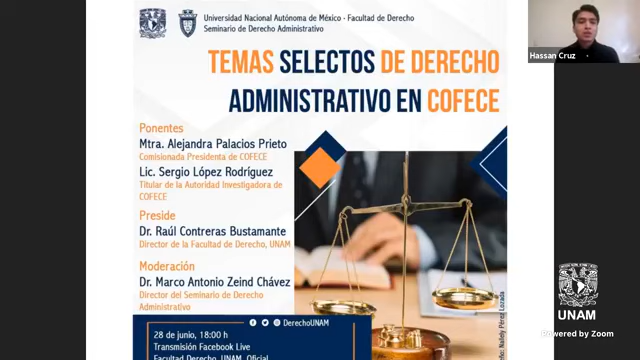 Universidad Nacional Autónoma de México - Facultad de Derecho
Seminario de Derecho Administrativo
TEMAS SELECTOS DE DERECHO
ADMINISTRATIVO EN COFECE
Ponentes
Mtra. Alejandra Palacios Prieto
Comisionada Presidenta de COFECE
Lic. Sergio López Rodríguez
Titular de la Autoridad Investigadora de
COFECE
Preside
Dr. Raúl Contreras Bustamante
Director de la Facultad de Derecho, UNAM
Moderación
Dr. Marco Antonio Zeind Chávez
Director del Seminario de Derecho
Administrativo
DerechoUNAM
28 de junio, 18:00 h
Transmisión Facebook Live
Facultad Derecho, UNAM, Oficial
Nallely Pérez Lozada
Hassan Cruz
UNAM
Powered by Zoom